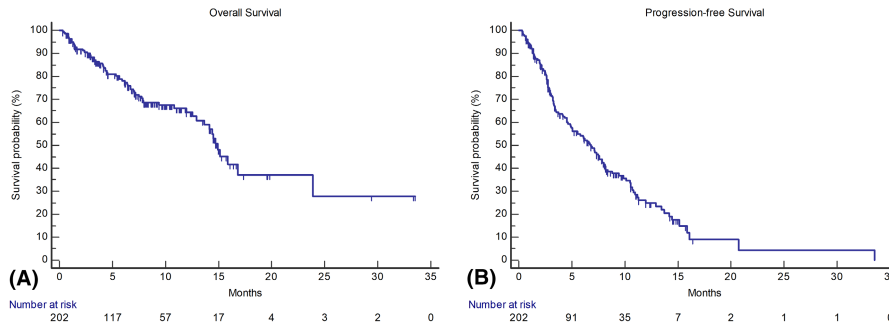 Overall Survival
100
90
80
70
60
50
40
30
20
10
0
Survival probability (%)
0 5 10 15 20 25 30 35
Months
(A)
Number at risk
202 117 57 17 4 3 2 0
Progression-free Survival
100
90
80
70
60
50
40
30
20
10
0
Survival probability (%)
0 5 10 15 20 25 30
Months
(B)
Number at risk
202 91 35 7 2 1 1